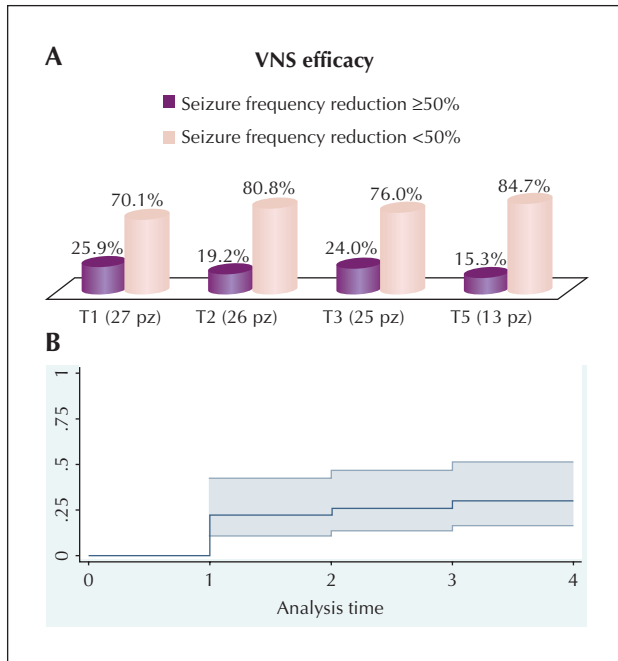 A
VNS efficacy
Seizure frequency reduction ≥50%
Seizure frequency reduction <50%
25.9% 70.1% 19.2% 80.8% 24.0% 76.0% 15.3% 84.7%
T1 (27 pz) T2 (26 pz) T3 (25 pz) T5 (13 pz)
B
1
.75
.5
.25
0
0 1 2 3 4
Analysis time